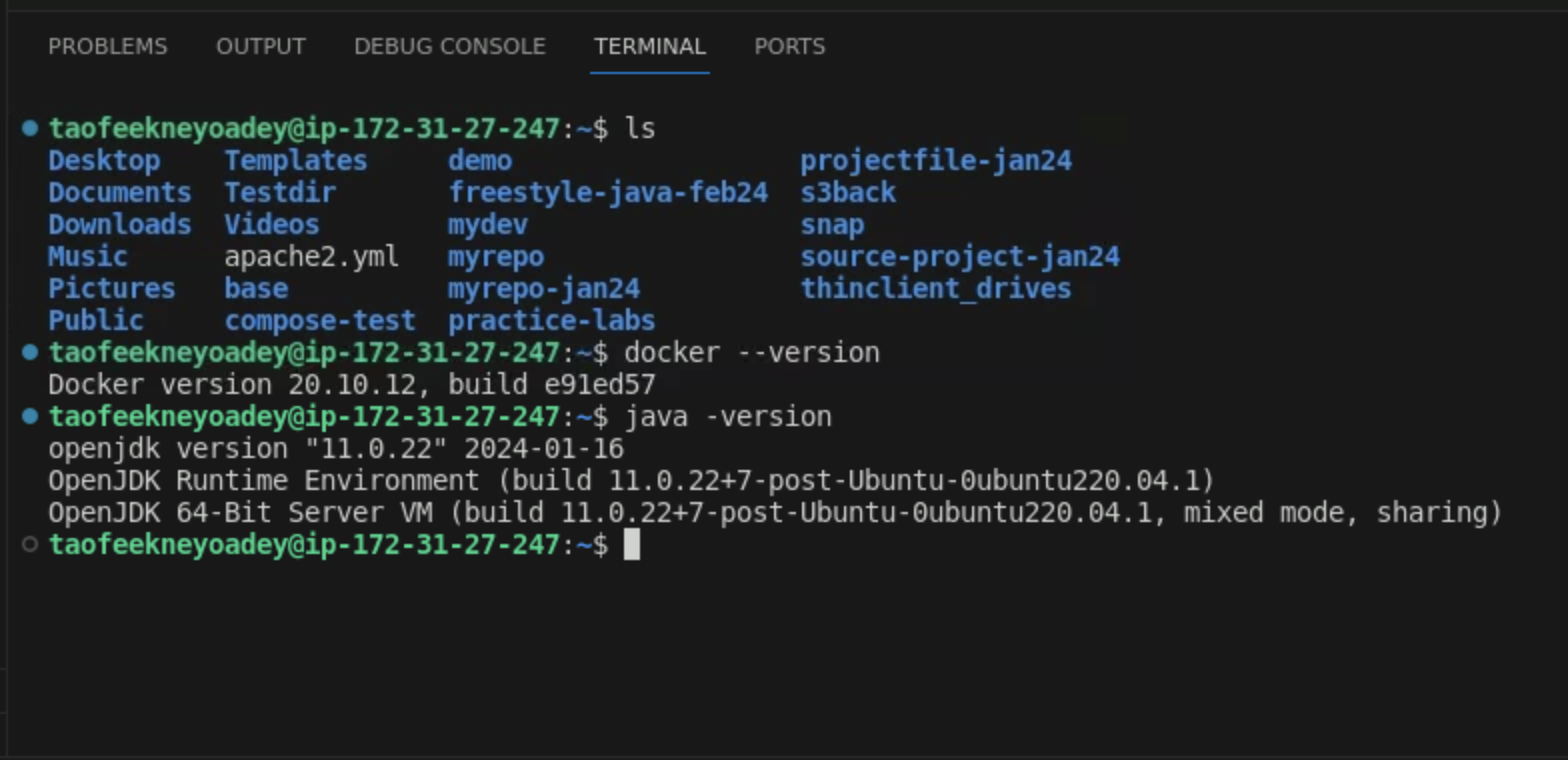 PROBLEMS OUTPUT DEBUG CONSOLE TERMINAL PORTS
taofeekneyoadey@ip-172-31-27-247:~$ ls
Desktop Templates demo projectfile-jan24
Documents Testdir freestyle-java-feb24 s3back
Downloads Videos mydev snap
Music apache2.yml myrepo source-project-jan24
Pictures base myrepo-jan24 thinclient_drives
Public compose-test practice-labs
taofeekneyoadey@ip-172-31-27-247:~$ docker --version
Docker version 20.10.12, build e91ed57
taofeekneyoadey@ip-172-31-27-247:~$ java -version
openjdk version "11.0.22" 2024-01-16
OpenJDK Runtime Environment (build 11.0.22+7-post-Ubuntu-0ubuntu220.04.1)
OpenJDK 64-Bit Server VM (build 11.0.22+7-post-Ubuntu-0ubuntu220.04.1, mixed mode, sharing)
taofeekneyoadey@ip-172-31-27-247:~$